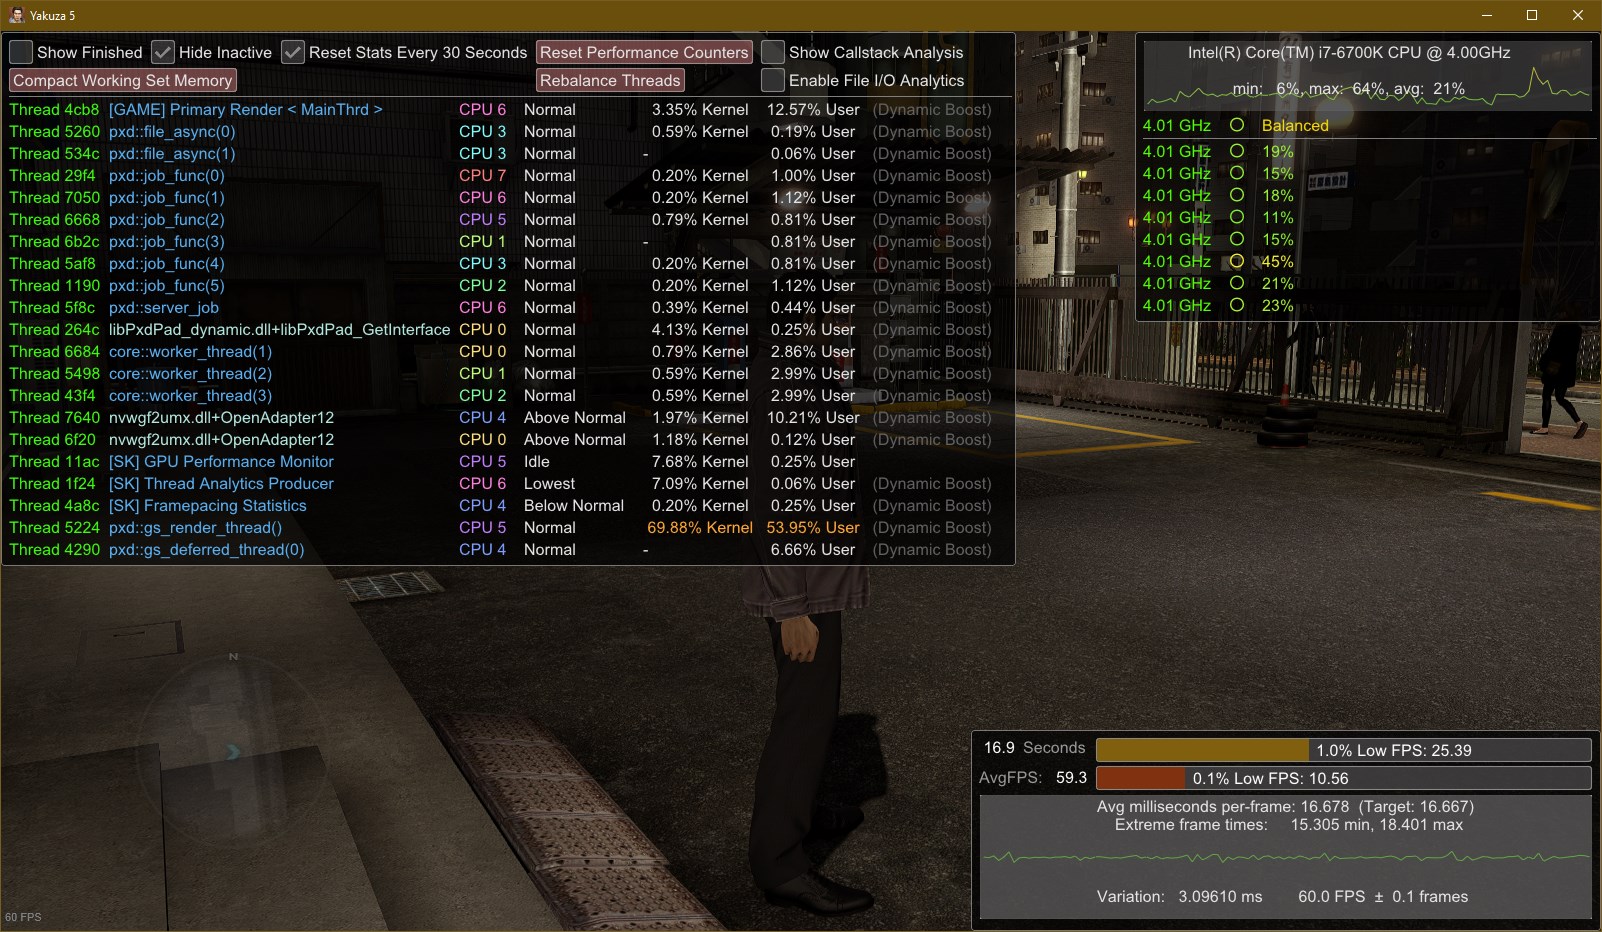 Yakuza 5
Show Finished Hide Inactive Reset Stats Every 30 Seconds Reset Performance Counters Show Callstack Analysis
Compact Working Set Memory Rebalance Threads Enable File I/O Analytics
Thread 4cb8 [GAME] Primary Render < MainThrd > CPU 6 Normal 3.35% Kernel 12.57% User (Dynamic Boost)
Thread 5260 pxd::file_async(0) CPU 3 Normal 0.59% Kernel 0.19% User (Dynamic Boost)
Thread 534c pxd::file_async(1) CPU 3 Normal - 0.06% User (Dynamic Boost)
Thread 29f4 pxd::job_func(0) CPU 7 Normal 0.20% Kernel 1.00% User (Dynamic Boost)
Thread 7050 pxd::job_func(1) CPU 6 Normal 0.20% Kernel 1.12% User (Dynamic Boost)
Thread 6668 pxd::job_func(2) CPU 5 Normal 0.79% Kernel 0.81% User (Dynamic Boost)
Thread 6b2c pxd::job_func(3) CPU 1 Normal - 0.81% User (Dynamic Boost)
Thread 5af8 pxd::job_func(4) CPU 3 Normal 0.20% Kernel 0.81% User (Dynamic Boost)
Thread 1190 pxd::job_func(5) CPU 2 Normal 0.20% Kernel 1.12% User (Dynamic Boost)
Thread 5f8c pxd::server_job CPU 6 Normal 0.39% Kernel 0.44% User (Dynamic Boost)
Thread 264c libPxdPad_dynamic.dll+libPxdPad_GetInterface CPU 0 Normal 4.13% Kernel 0.25% User (Dynamic Boost)
Thread 6684 core::worker_thread(1) CPU 0 Normal 0.79% Kernel 2.86% User (Dynamic Boost)
Thread 5498 core::worker_thread(2) CPU 1 Normal 0.59% Kernel 2.99% User (Dynamic Boost)
Thread 43f4 core::worker_thread(3) CPU 2 Normal 0.59% Kernel 2.99% User (Dynamic Boost)
Thread 7640 nvwgf2umx.dll+OpenAdapter12 CPU 4 Above Normal 1.97% Kernel 10.21% User (Dynamic Boost)
Thread 6f20 nvwgf2umx.dll+OpenAdapter12 CPU 0 Above Normal 1.18% Kernel 0.12% User (Dynamic Boost)
Thread 11ac [SK] GPU Performance Monitor CPU 5 Idle 7.68% Kernel 0.25% User
Thread 1f24 [SK] Thread Analytics Producer CPU 6 Lowest 7.09% Kernel 0.06% User (Dynamic Boost)
Thread 4a8c [SK] Framepacing Statistics CPU 4 Below Normal 0.20% Kernel 0.25% User (Dynamic Boost)
Thread 5224 pxd::gs_render_thread() CPU 5 Normal 69.88% Kernel 53.95% User (Dynamic Boost)
Thread 4290 pxd::gs_deferred_thread(0) CPU 4 Normal - 6.66% User (Dynamic Boost)
Intel(R) Core(TM) i7-6700K CPU @ 4.00GHz
min: 6%, max: 64%, avg: 21%
4.01 GHz Balanced
4.01 GHz 19%
4.01 GHz 15%
4.01 GHz 18%
4.01 GHz 11%
4.01 GHz 15%
4.01 GHz 45%
4.01 GHz 21%
4.01 GHz 23%
N
16.9 Seconds 1.0% Low FPS: 25.39
AvgFPS: 59.3 0.1% Low FPS: 10.56
Avg milliseconds per-frame: 16.678 (Target: 16.667)
Extreme frame times: 15.305 min, 18.401 max
Variation: 3.09610 ms 60.0 FPS ± 0.1 frames
60 FPS